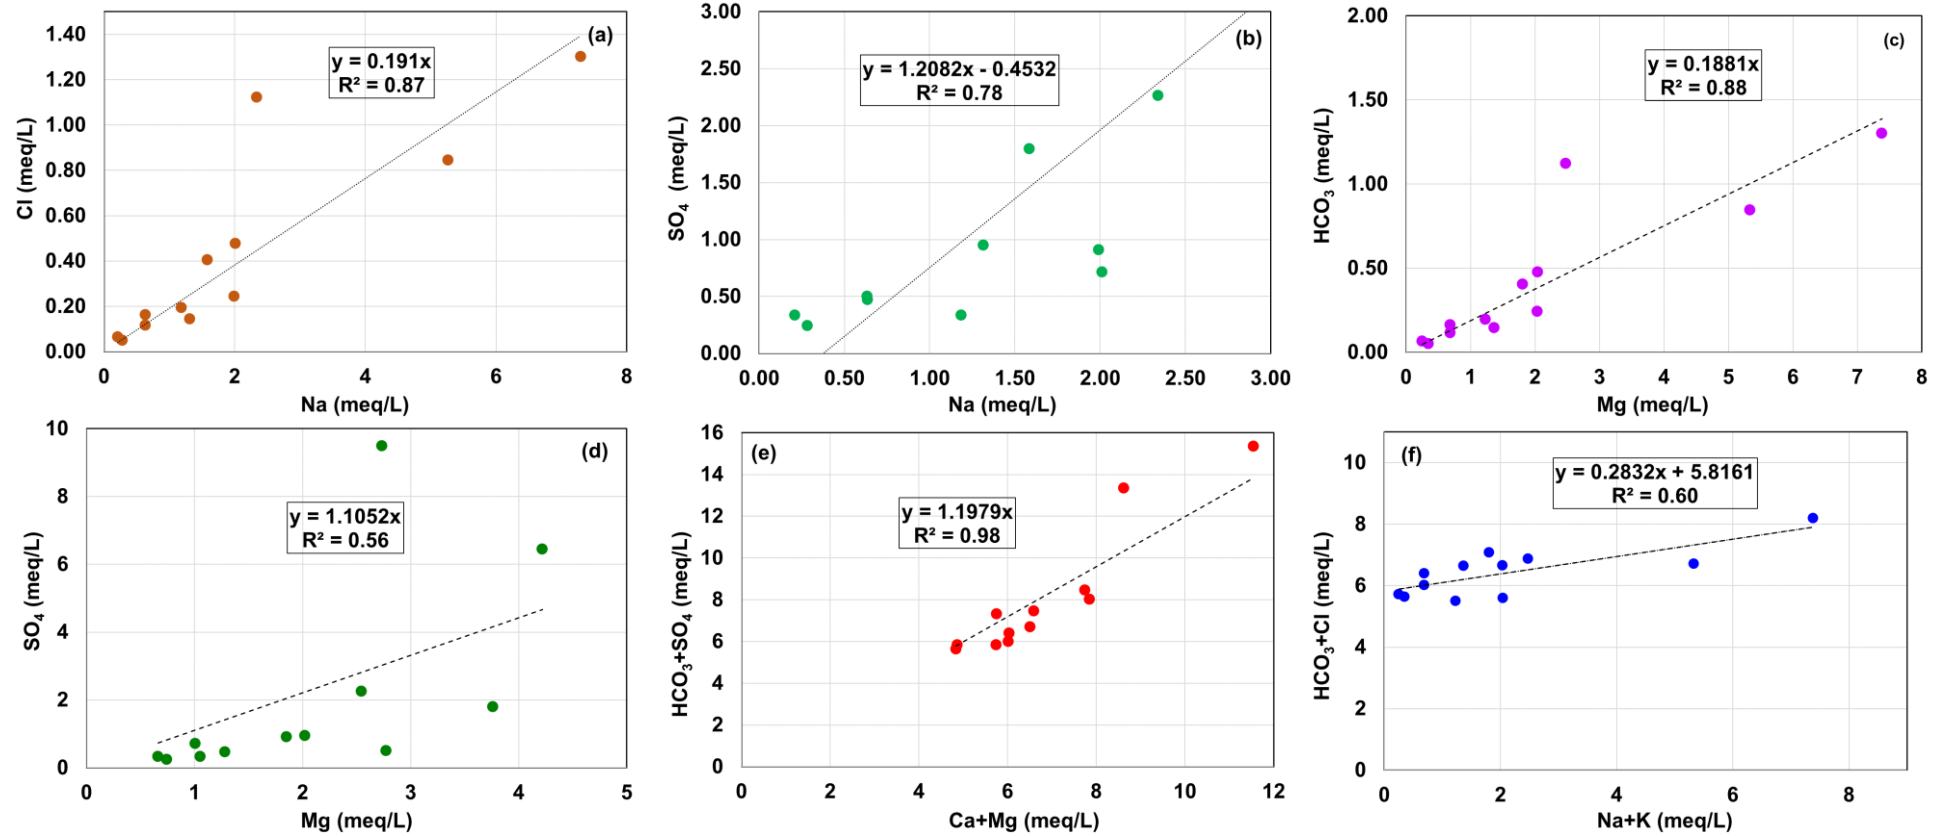 (a)
y = 0.191x
R² = 0.87
Cl (meq/L)
1.40
1.20
1.00
0.80
0.60
0.40
0.20
0.00
0 2 4 6 8
Na (meq/L)
(b)
y = 1.2082x - 0.4532
R² = 0.78
SO₄ (meq/L)
3.00
2.50
2.00
1.50
1.00
0.50
0.00
0.00 0.50 1.00 1.50 2.00 2.50 3.00
Na (meq/L)
(c)
y = 0.1881x
R² = 0.88
HCO₃ (meq/L)
2.00
1.50
1.00
0.50
0.00
0 1 2 3 4 5 6 7 8
Mg (meq/L)
(d)
y = 1.1052x
R² = 0.56
SO₄ (meq/L)
10
8
6
4
2
0
0 1 2 3 4 5
Mg (meq/L)
(e)
y = 1.1979x
R² = 0.98
HCO₃+SO₄ (meq/L)
16
14
12
10
8
6
4
2
0
0 2 4 6 8 10 12
Ca+Mg (meq/L)
(f)
y = 0.2832x + 5.8161
R² = 0.60
HCO₃+Cl (meq/L)
10
8
6
4
2
0
0 2 4 6 8
Na+K (meq/L)